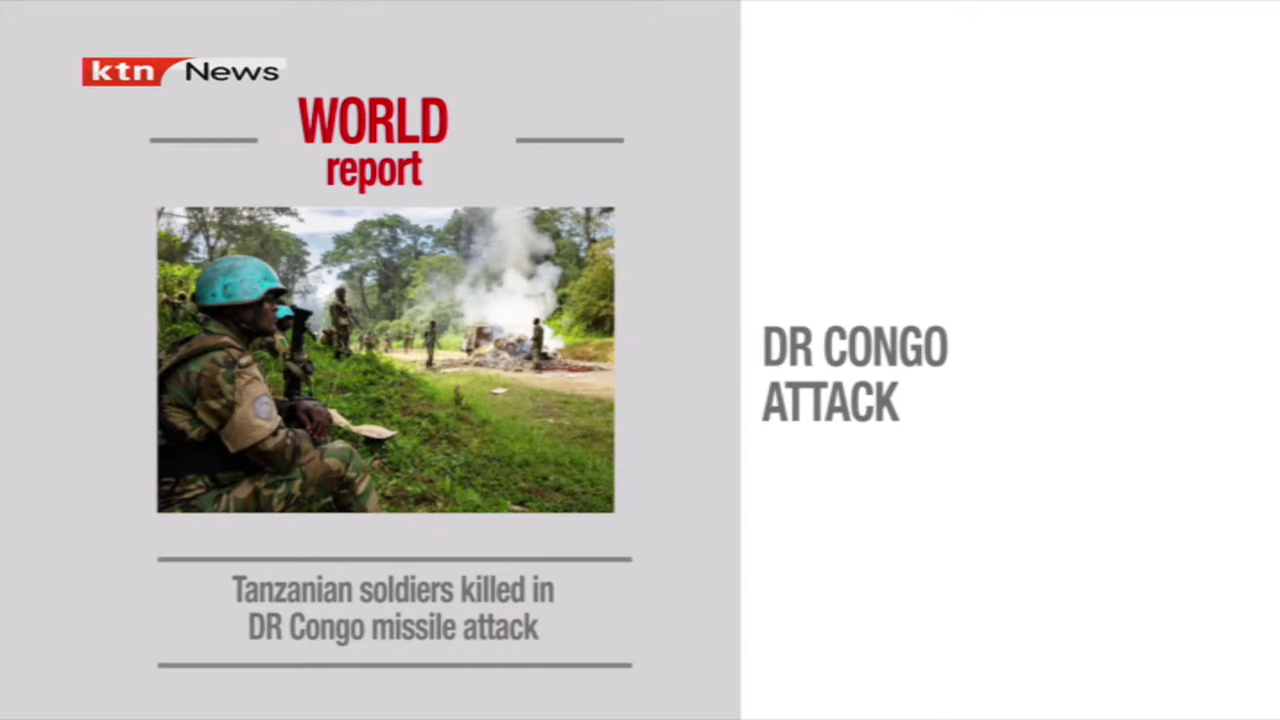 ktn News
WORLD
report
DR CONGO
ATTACK
Tanzanian soldiers killed in
DR Congo missile attack